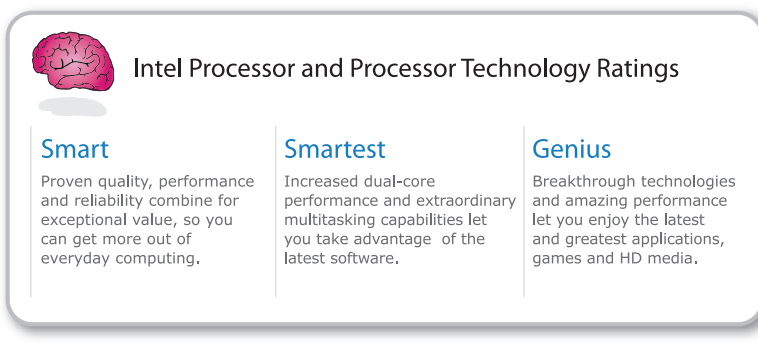 Intel Processor and Processor Technology Ratings
Smart
Proven quality, performance
and reliability combine for
exceptional value, so you
can get more out of
everyday computing.
Smartest
Increased dual-core
performance and extraordinary
multitasking capabilities let
you take advantage of the
latest software.
Genius
Breakthrough technologies
and amazing performance
let you enjoy the latest
and greatest applications,
games and HD media.